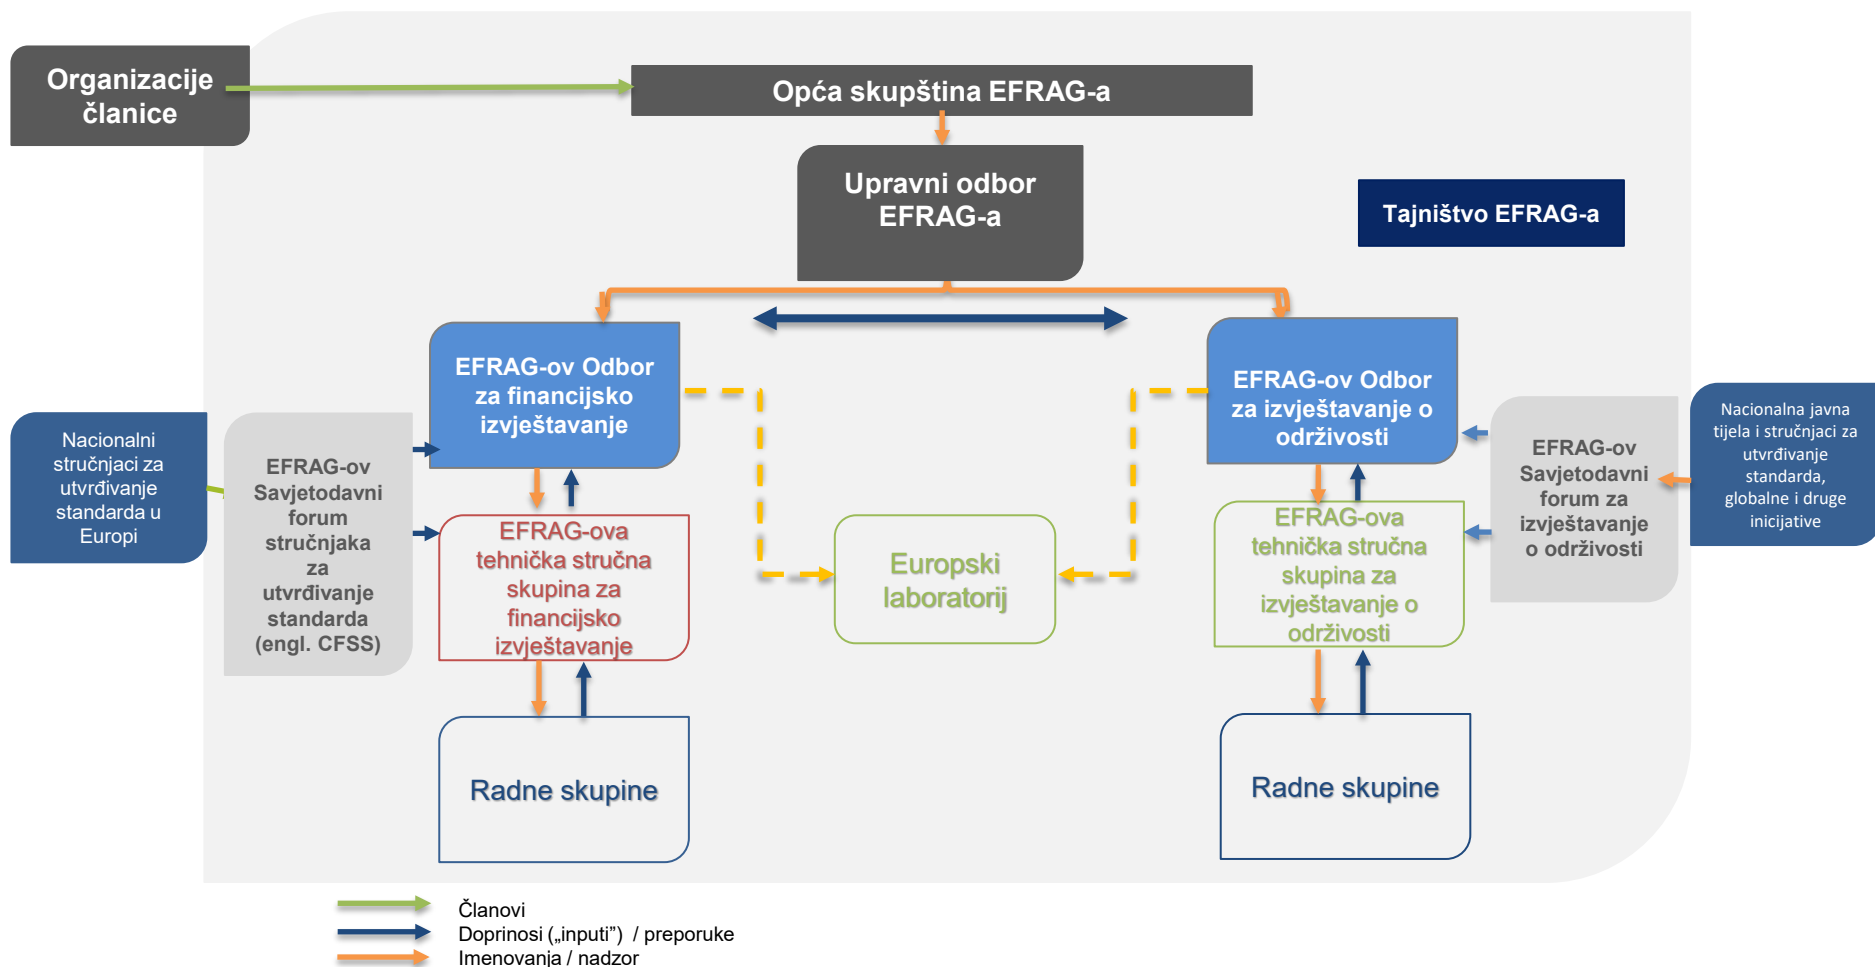 Organizacije
članice
Opća skupština EFRAG-a
Upravni odbor
EFRAG-a
Tajništvo EFRAG-a
EFRAG-ov Odbor
za financijsko
izvještavanje
EFRAG-ov Odbor
za izvještavanje o
održivosti
Nacionalni
stručnjaci za
utvrđivanje
standarda u
Europi
EFRAG-ov
Savjetodavni
forum
stručnjaka
za
utvrđivanje
standarda
(engl. CFSS)
EFRAG-ova
tehnička stručna
skupina za
financijsko
izvještavanje
Europski
laboratorij
EFRAG-ova
tehnička stručna
skupina za
izvještavanje o
održivosti
EFRAG-ov
Savjetodavni
forum za
izvještavanje
o održivosti
Nacionalna javna
tijela i stručnjaci za
utvrđivanje
standarda,
globalne i druge
inicijative
Radne skupine
Radne skupine
Članovi
Doprinosi („inputi”) / preporuke
Imenovanja / nadzor